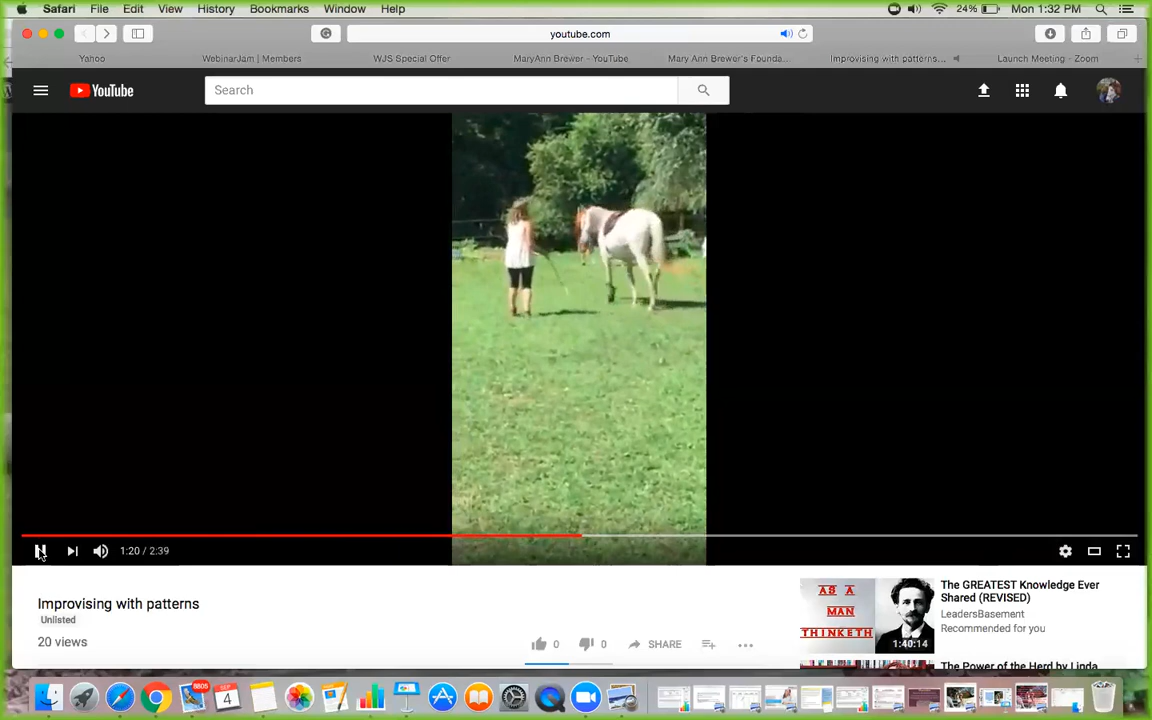 Safari File Edit View History Bookmarks Window Help 24% Mon 1:32 PM
youtube.com
Yahoo WebinarJam | Members WJS Special Offer MaryAnn Brewer - YouTube Mary Ann Brewer's Founda... Improvising with patterns... Launch Meeting - Zoom
YouTube Search
1:20 / 2:39
Improvising with patterns
Unlisted
20 views
0 0 SHARE
AS A
MAN
THINKETH
1:40:14
The GREATEST Knowledge Ever
Shared (REVISED)
LeadersBasement
Recommended for you
The Power of the Herd by Linda
6805
SEP
4